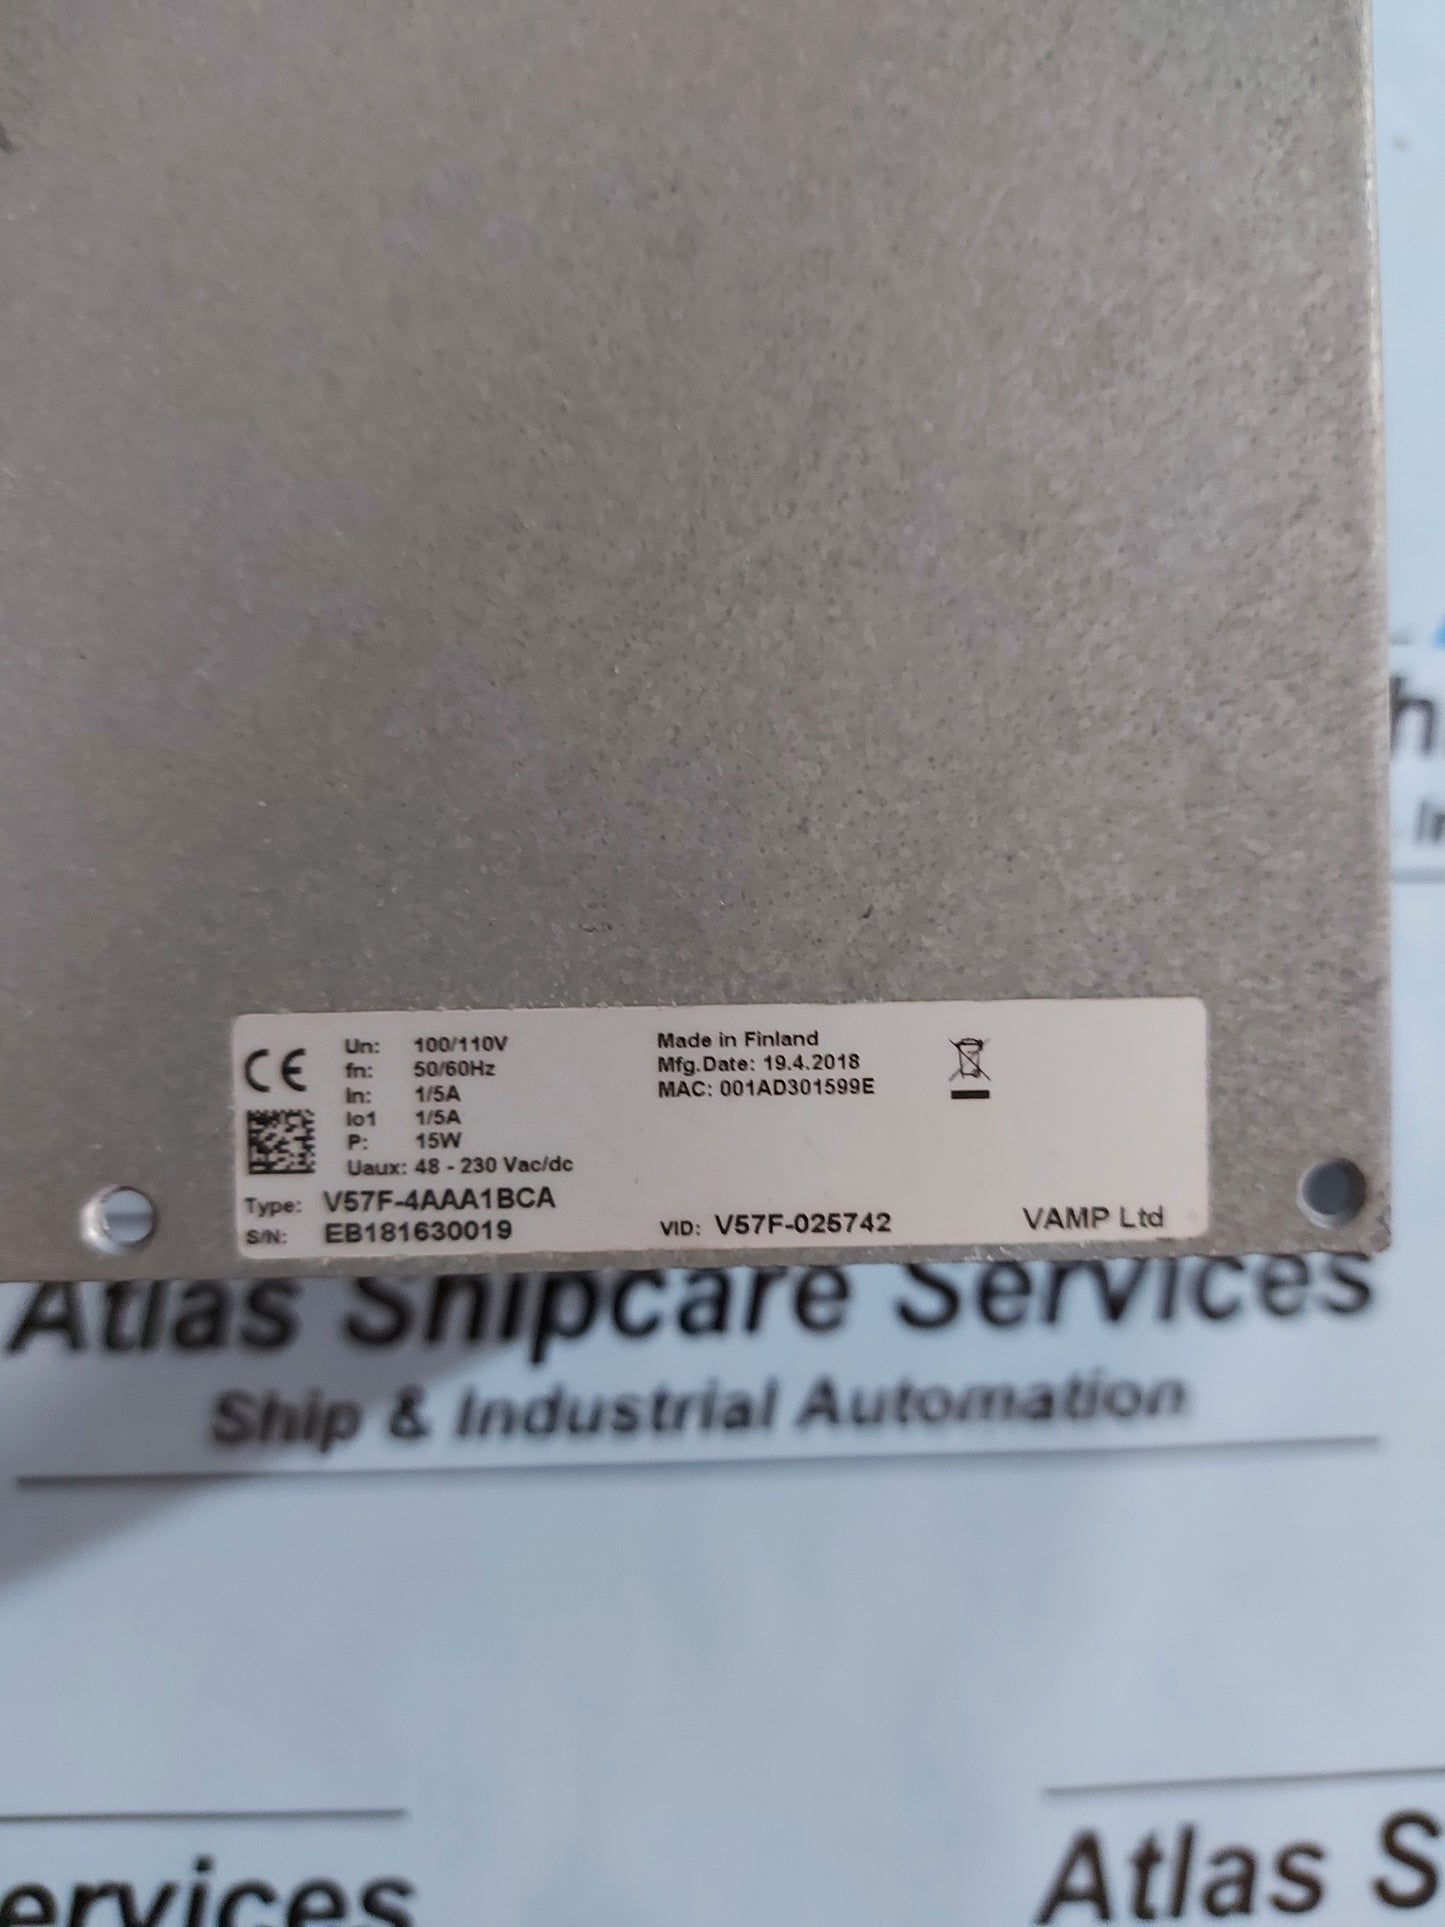 CE
Un: 100/110V
fn: 50/60Hz
In: 1/5A
Io1 1/5A
P: 15W
Uaux: 48 - 230 Vac/dc
Made in Finland
Mfg.Date: 19.4.2018
MAC: 001AD301599E
Type: V57F-4AAA1BCA
S/N: EB181630019
VID: V57F-025742
VAMP Ltd
Atlas Shipcare Services
Ship & Industrial Automation
ervices
Atlas S